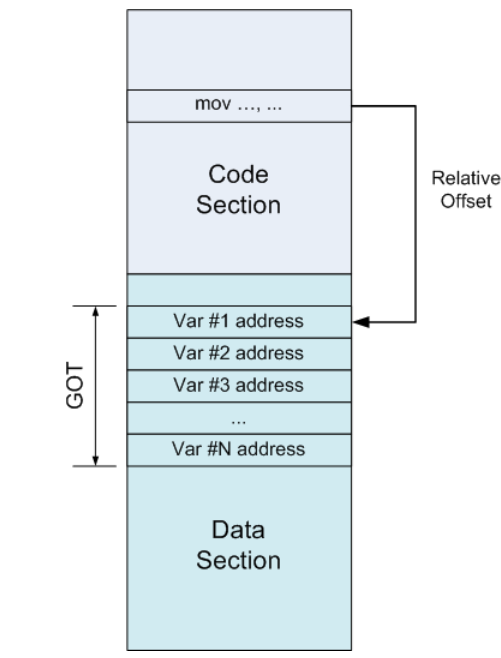 mov ..., ...
Code
Section
Relative
Offset
Var #1 address
Var #2 address
Var #3 address
...
Var #N address
GOT
Data
Section